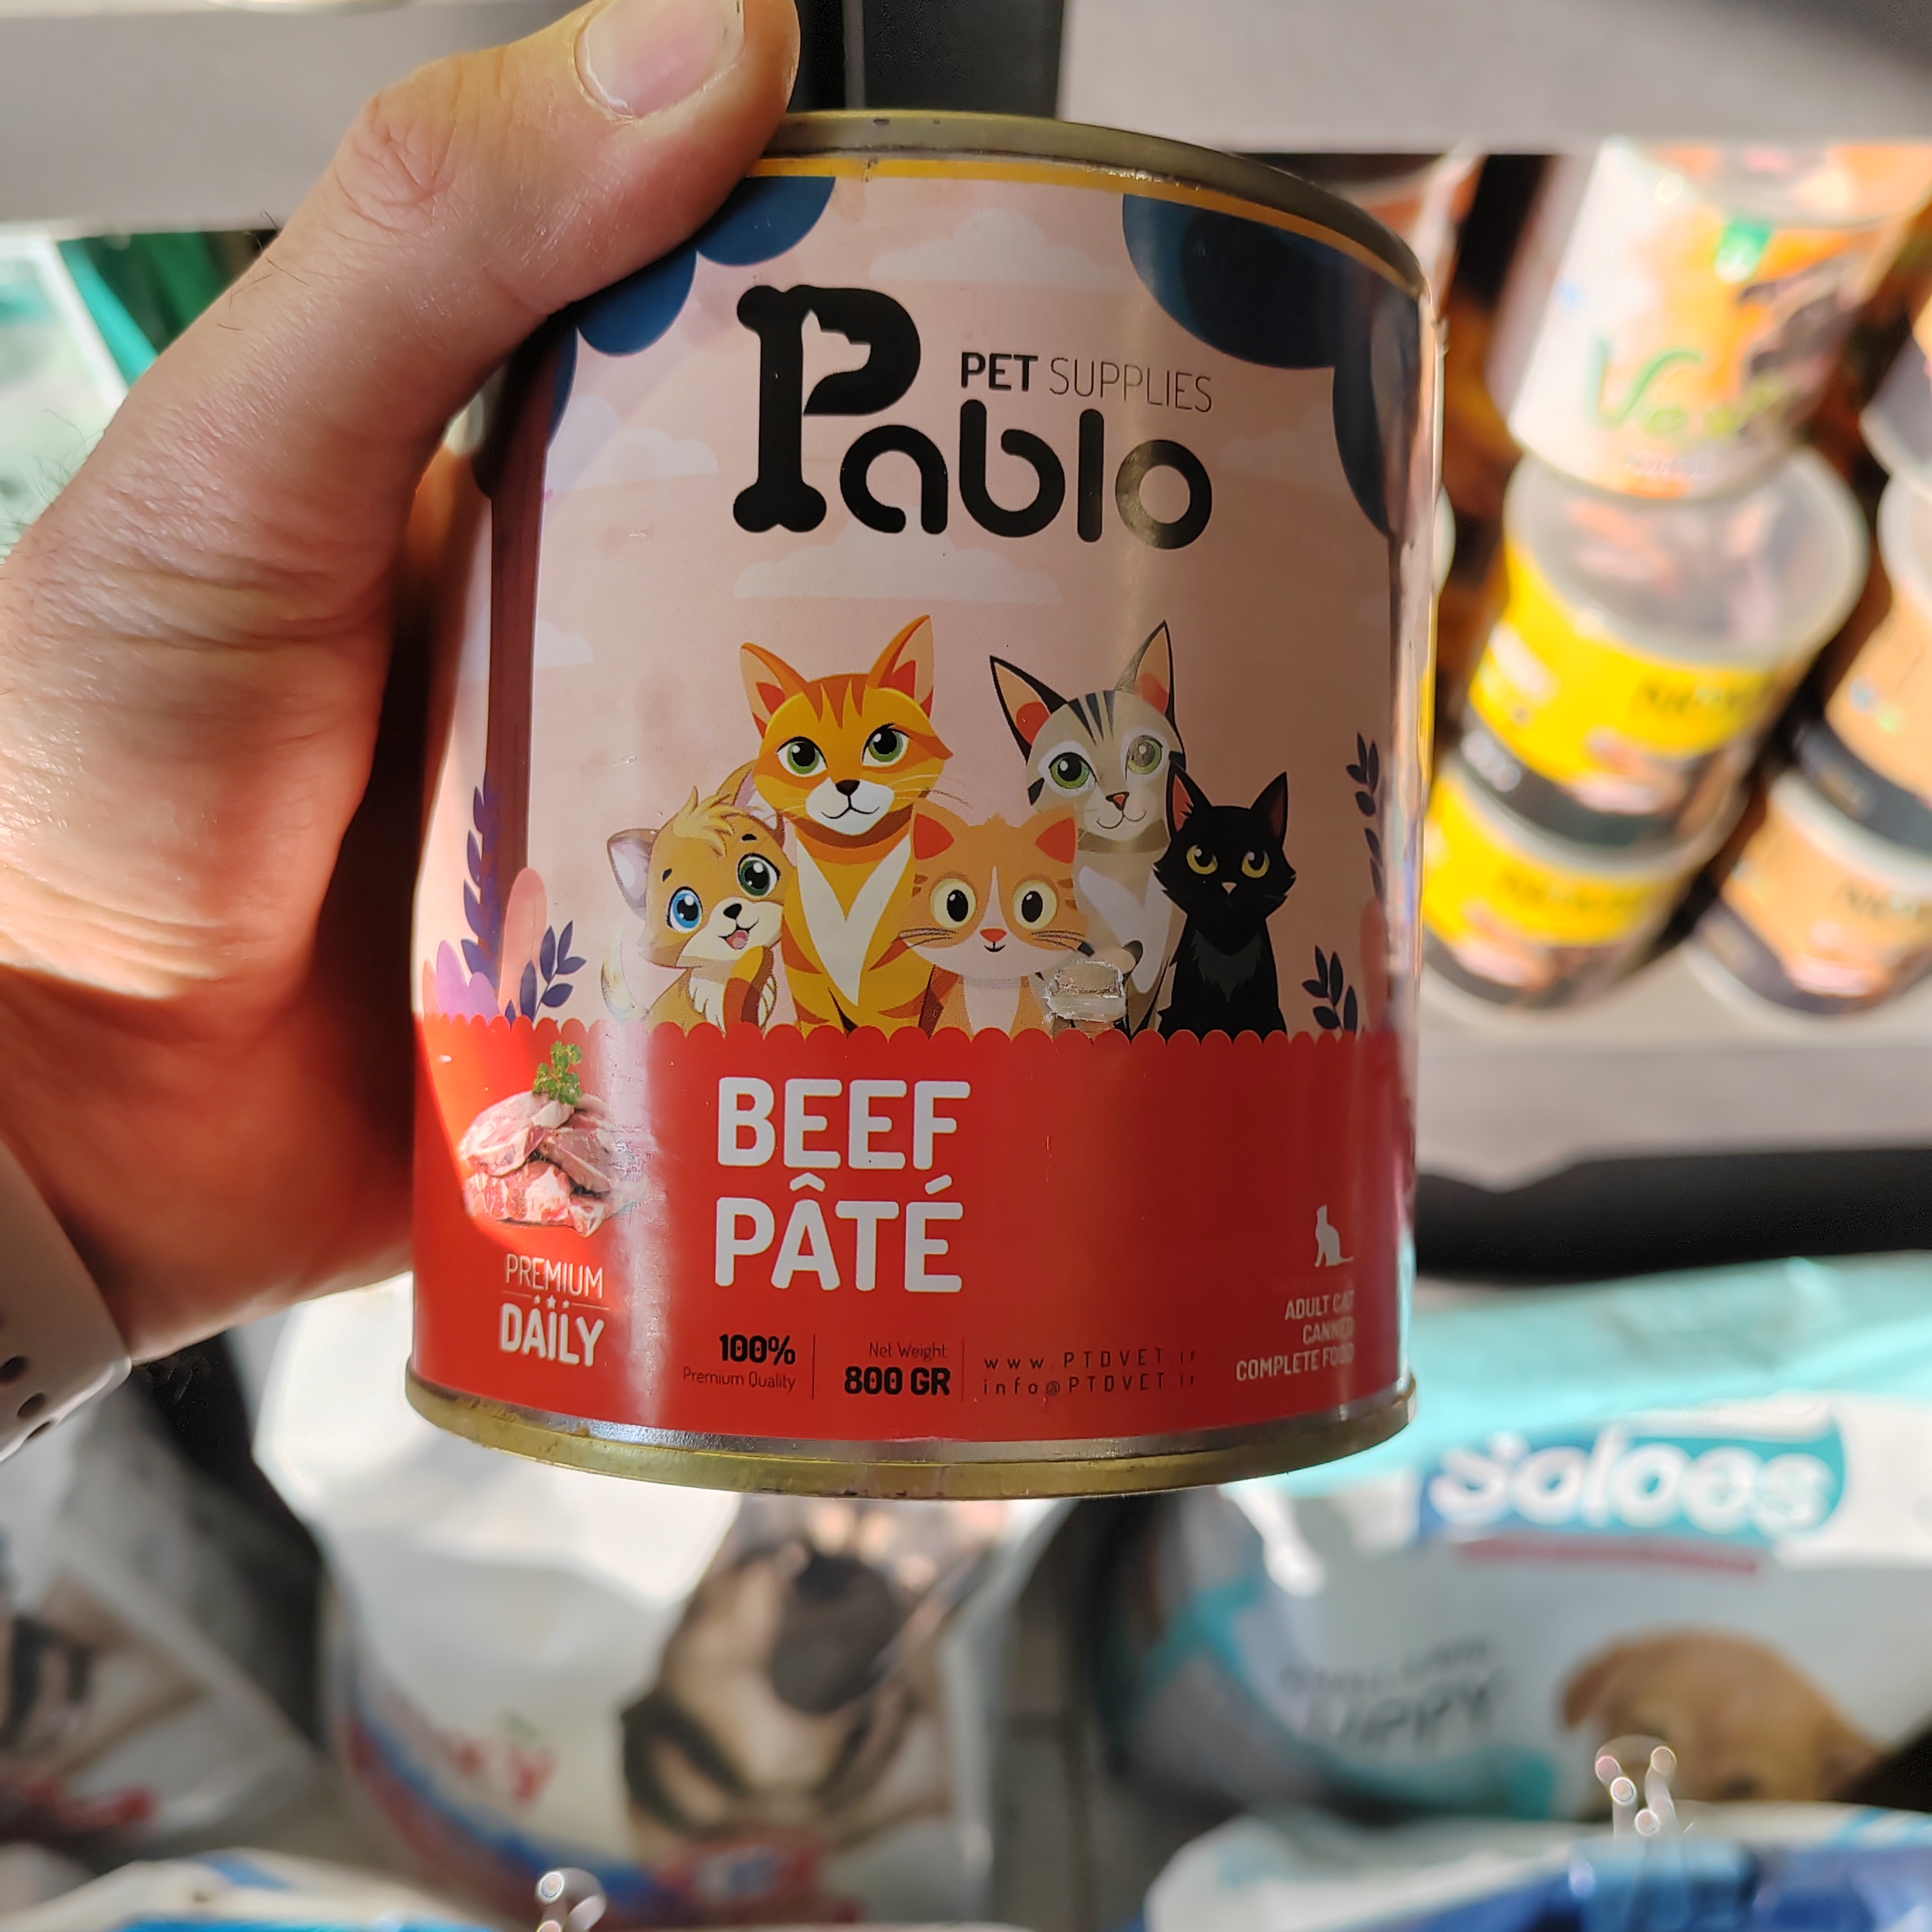 PET SUPPLIES
Pablo
BEEF
PÂTÉ
PREMIUM
DAILY
100%
Premium Quality
Net Weight
800 GR
www.PTDVET.ir
info@PTDVET.ir
ADULT CAT
CANNED
COMPLETE FOOD